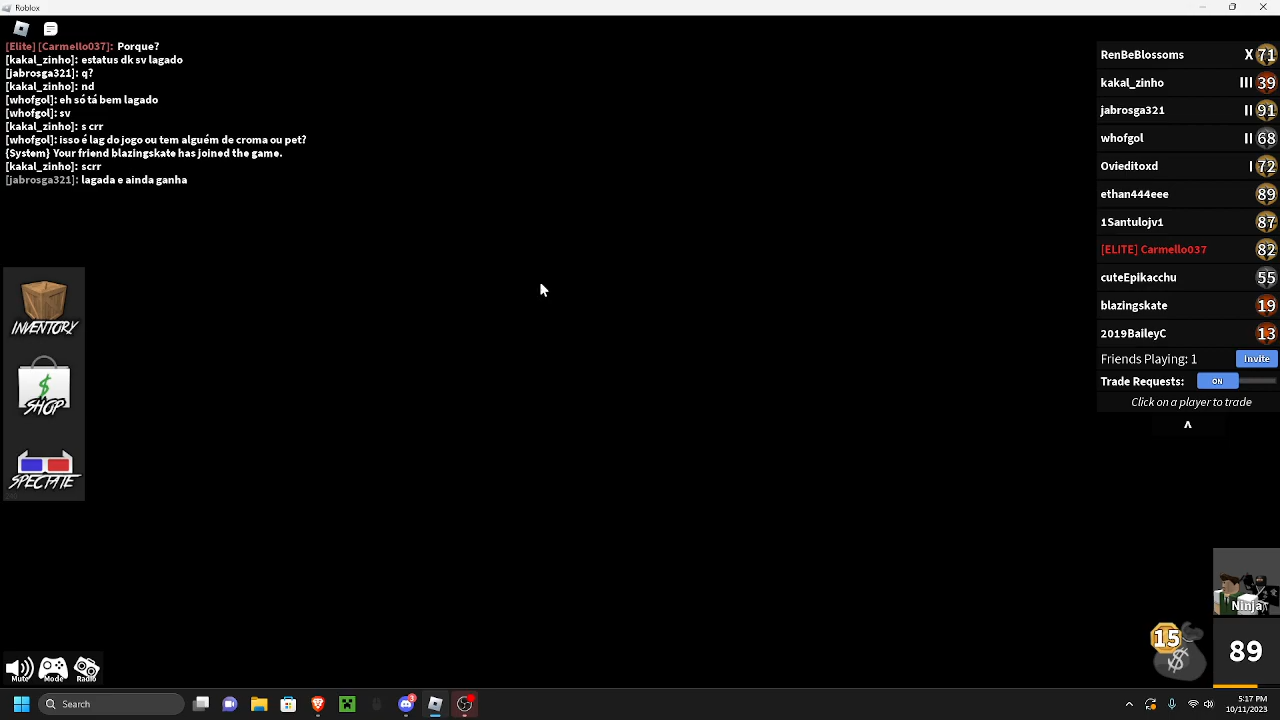 Roblox
[Elite] [Carmello037]: Porque?
[kakal_zinho]: estatus dk sv lagado
[jabrosga321]: q?
[kakal_zinho]: nd
[whofgol]: eh só tá bem lagado
[whofgol]: sv
[kakal_zinho]: s crr
[whofgol]: isso é lag do jogo ou tem alguém de croma ou pet?
{System} Your friend blazingskate has joined the game.
[kakal_zinho]: scrr
[jabrosga321]: lagada e ainda ganha
RenBeBlossoms X 71
kakal_zinho III 39
jabrosga321 II 91
whofgol II 68
Ovieditoxd I 72
ethan444eee 89
1Santulojv1 87
[ELITE] Carmello037 82
cuteEpikacchu 55
blazingskate 19
2019BaileyC 13
Friends Playing: 1 Invite
Trade Requests: ON
Click on a player to trade
^
INVENTORY
$
SHOP
SPECTATE
Ninja
15
$
89
Mute Mode Radio
Search
3
5:17 PM
10/11/2023